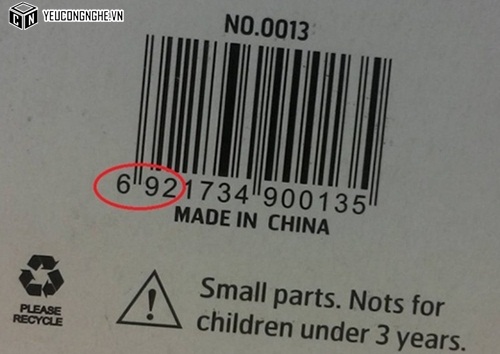 CN YEUCONGNGHE.VN
NO.0013
6 921734 900135
MADE IN CHINA
PLEASE
RECYCLE
Small parts. Nots for
children under 3 years.